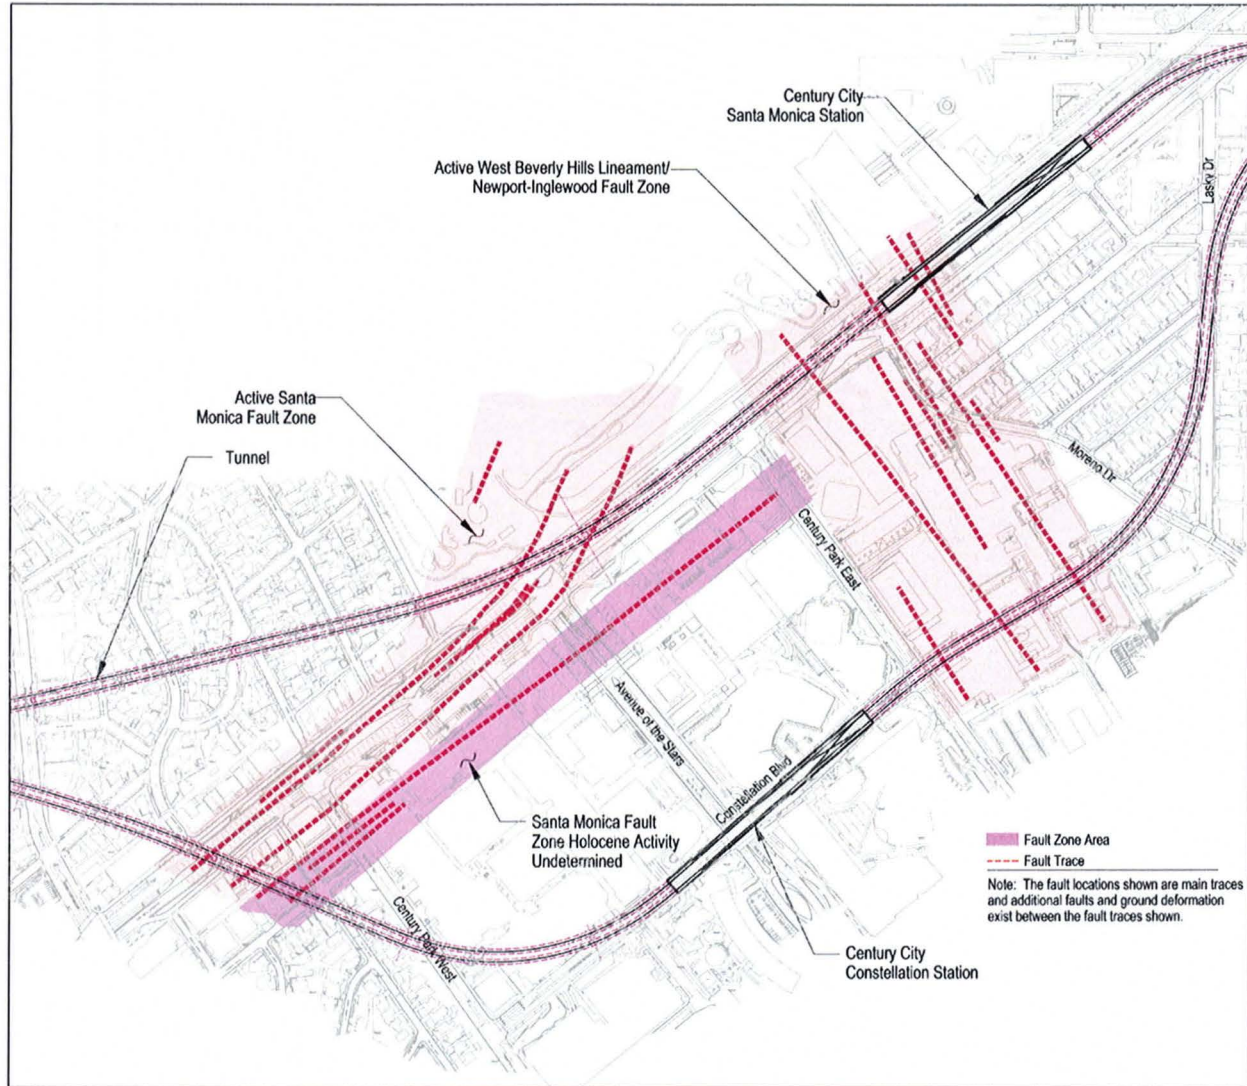 Century City
Santa Monica Station
Active West Beverly Hills Lineament/
Newport-Inglewood Fault Zone
Lasky Dr
Active Santa
Monica Fault Zone
Tunnel
Moreno Dr
Century Park East
Avenue of the Stars
Constellation Blvd
Santa Monica Fault
Zone Holocene Activity
Undetermined
Century Park West
Century City
Constellation Station
Fault Zone Area
Fault Trace
Note: The fault locations shown are main traces
and additional faults and ground deformation
exist between the fault traces shown.